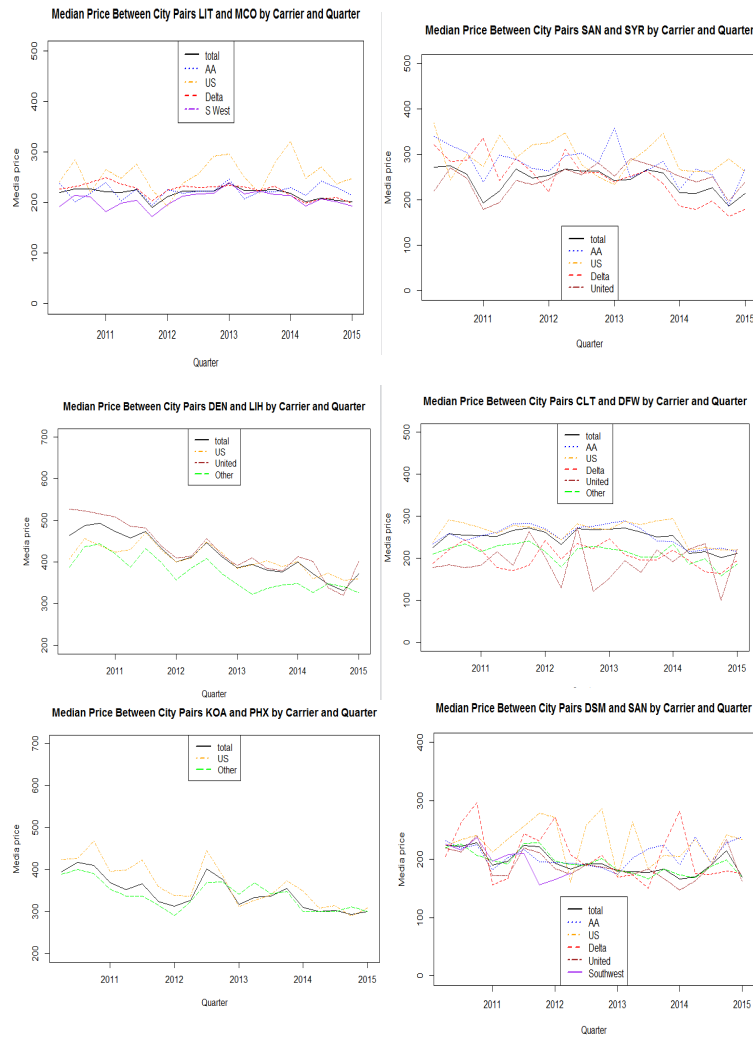 Median Price Between City Pairs LIT and MCO by Carrier and Quarter
total
AA
US
Delta
S West
Media price
500
400
300
200
100
0
2011
2012
2013
2014
2015
Quarter
Median Price Between City Pairs SAN and SYR by Carrier and Quarter
Media price
500
400
300
200
100
0
total
AA
US
Delta
United
2011
2012
2013
2014
2015
Quarter
Median Price Between City Pairs DEN and LIH by Carrier and Quarter
total
US
United
Other
Media price
700
600
500
400
300
200
2011
2012
2013
2014
2015
Median Price Between City Pairs CLT and DFW by Carrier and Quarter
total
AA
US
Delta
United
Other
Media price
500
400
300
200
100
0
2011
2012
2013
2014
2015
Median Price Between City Pairs KOA and PHX by Carrier and Quarter
total
US
Other
Media price
700
600
500
400
300
200
2011
2012
2013
2014
2015
Quarter
Median Price Between City Pairs DSM and SAN by Carrier and Quarter
Media price
400
300
200
100
0
total
AA
US
Delta
United
Southwest
2011
2012
2013
2014
2015
Quarter